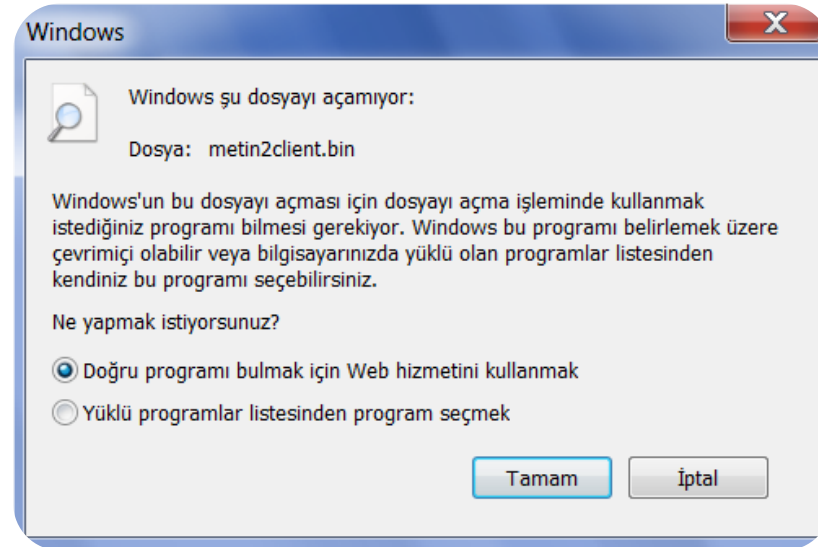 Windows
Windows şu dosyayı açamıyor:
Dosya: metin2client.bin
Windows'un bu dosyayı açması için dosyayı açma işleminde kullanmak
istediğiniz programı bilmesi gerekiyor. Windows bu programı belirlemek üzere
çevrimiçi olabilir veya bilgisayarınızda yüklü olan programlar listesinden
kendiniz bu programı seçebilirsiniz.
Ne yapmak istiyorsunuz?
Doğru programı bulmak için Web hizmetini kullanmak
Yüklü programlar listesinden program seçmek
Tamam
İptal